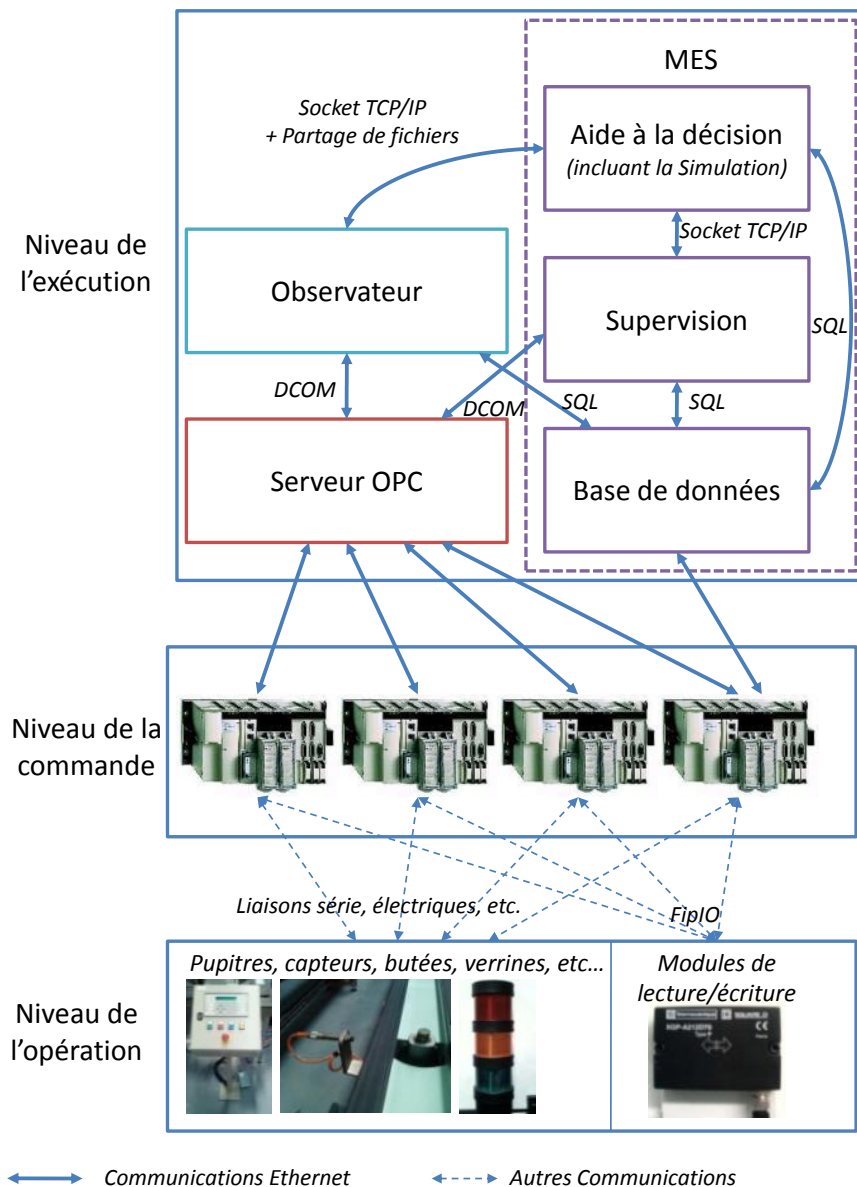 MES
Socket TCP/IP
+ Partage de fichiers
Aide à la décision
(incluant la Simulation)
Socket TCP/IP
Niveau de
l'exécution
Observateur
Supervision
SQL
DCOM
DCOM
SQL
SQL
Serveur OPC
Base de données
Niveau de la
commande
Liaisons série, électriques, etc.
FipIO
Niveau de
l'opération
Pupitres, capteurs, butées, verrines, etc...
Modules de
lecture/écriture
XGP-A212D70
Communications Ethernet
Autres Communications